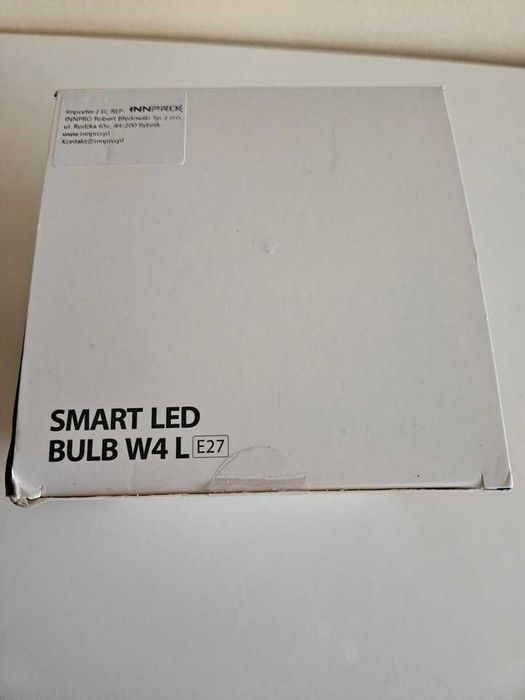 Importer / EC REP: INNPRO
INNPRO Robert Błędowski Sp. z o.o.
ul. Rudzka 65c, 44-200 Rybnik
www.innpro.pl
Kontakt@innpro.pl
SMART LED
BULB W4 L E27